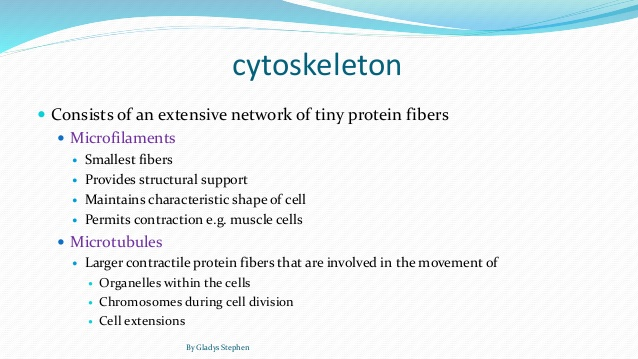 cytoskeleton
Consists of an extensive network of tiny protein fibers
Microfilaments
Smallest fibers
Provides structural support
Maintains characteristic shape of cell
Permits contraction e.g. muscle cells
Microtubules
Larger contractile protein fibers that are involved in the movement of
Organelles within the cells
Chromosomes during cell division
Cell extensions
By Gladys Stephen